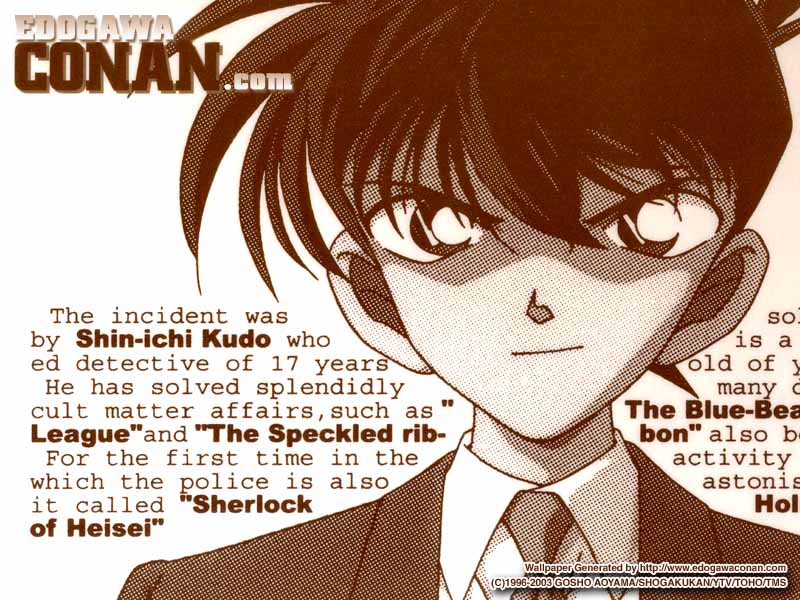 EDOGAWA
CONAN.com
The incident was sol
by Shin-ichi Kudo who is a
ed detective of 17 years old of y
He has solved splendidly many
cult matter affairs,such as " The Blue-Bea
League"and "The Speckled rib- bon" also b
For the first time in the activity
which the police is also astonis
it called "Sherlock Hol
of Heisei"
Wallpaper Generated by http://www.edogawaconan.com
(C)1996-2003 GOSHO AOYAMA/SHOGAKUKAN/YTV/TOHO/TMS